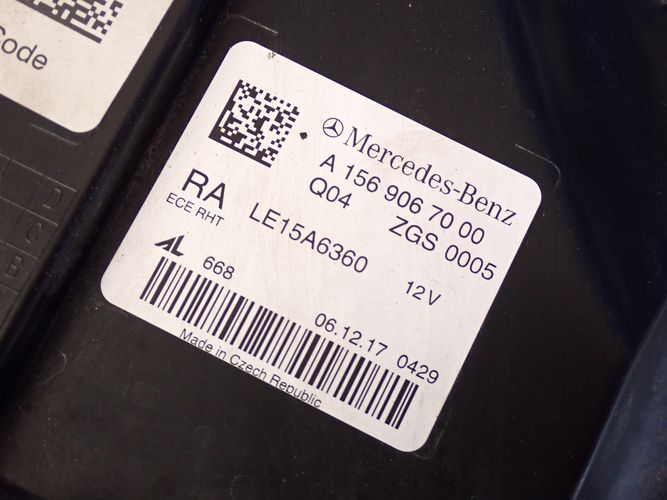 Code
D
C
B
Mercedes-Benz
A 156 906 70 00
Q04 ZGS 0005
RA
ECE RHT
LE15A6360
12V
AL
668
06.12.17 0429
Made in Czech Republic